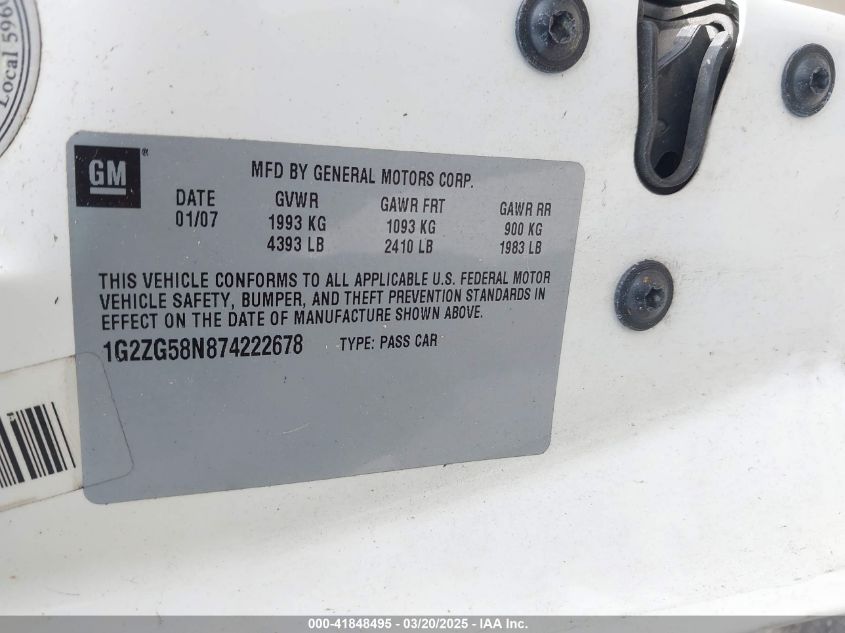 Local 5960
GM ®
MFD BY GENERAL MOTORS CORP.
DATE GVWR GAWR FRT GAWR RR
01/07 1993 KG 1093 KG 900 KG
4393 LB 2410 LB 1983 LB
THIS VEHICLE CONFORMS TO ALL APPLICABLE U.S. FEDERAL MOTOR
VEHICLE SAFETY, BUMPER, AND THEFT PREVENTION STANDARDS IN
EFFECT ON THE DATE OF MANUFACTURE SHOWN ABOVE.
1G2ZG58N874222678 TYPE: PASS CAR
000-41848495 - 03/20/2025 - IAA Inc.